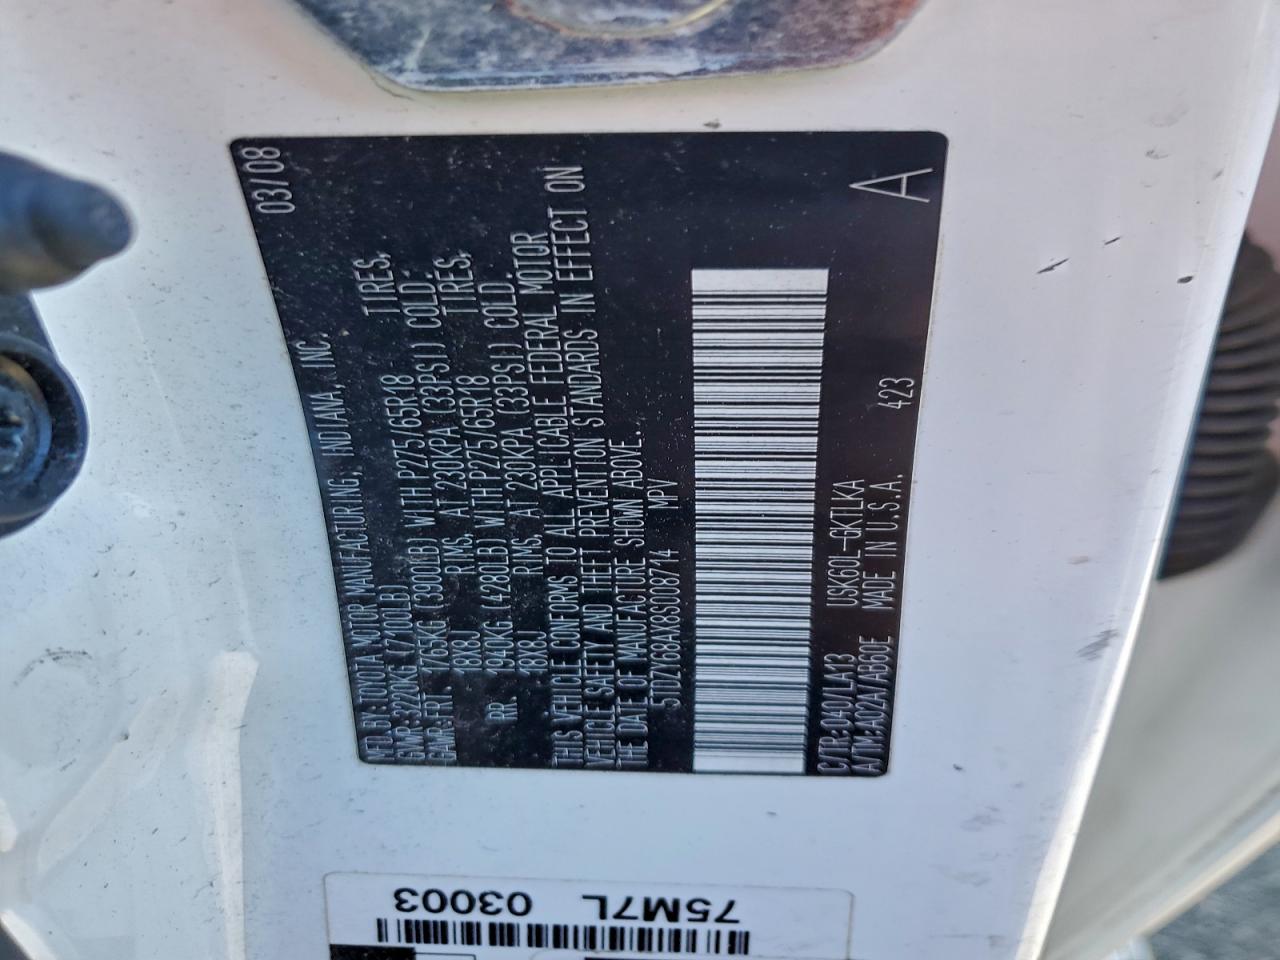 MFD. BY TOYOTA MOTOR MANUFACTURING, INDIANA, INC. 03/08
GVWR:3220KG(7100LB)
GAWR:FRT. 1765KG (3900LB) WITH P275/65R18 TIRES,
18X8J RIMS, AT 230KPA (33PSI) COLD.
RR. 1940KG (4280LB) WITH P275/65R18 TIRES,
18X8J RIMS, AT 230KPA (33PSI) COLD.
THIS VEHICLE CONFORMS TO ALL APPLICABLE FEDERAL MOTOR
VEHICLE SAFETY AND THEFT PREVENTION STANDARDS IN EFFECT ON
THE DATE OF MANUFACTURE SHOWN ABOVE.
5TDZY68AX8S008714 MPV
C/TR:040/LA13 USK60L-GKTLKA A
A/TM:A02A/AB60E MADE IN U.S.A. 423
75M7L 03003